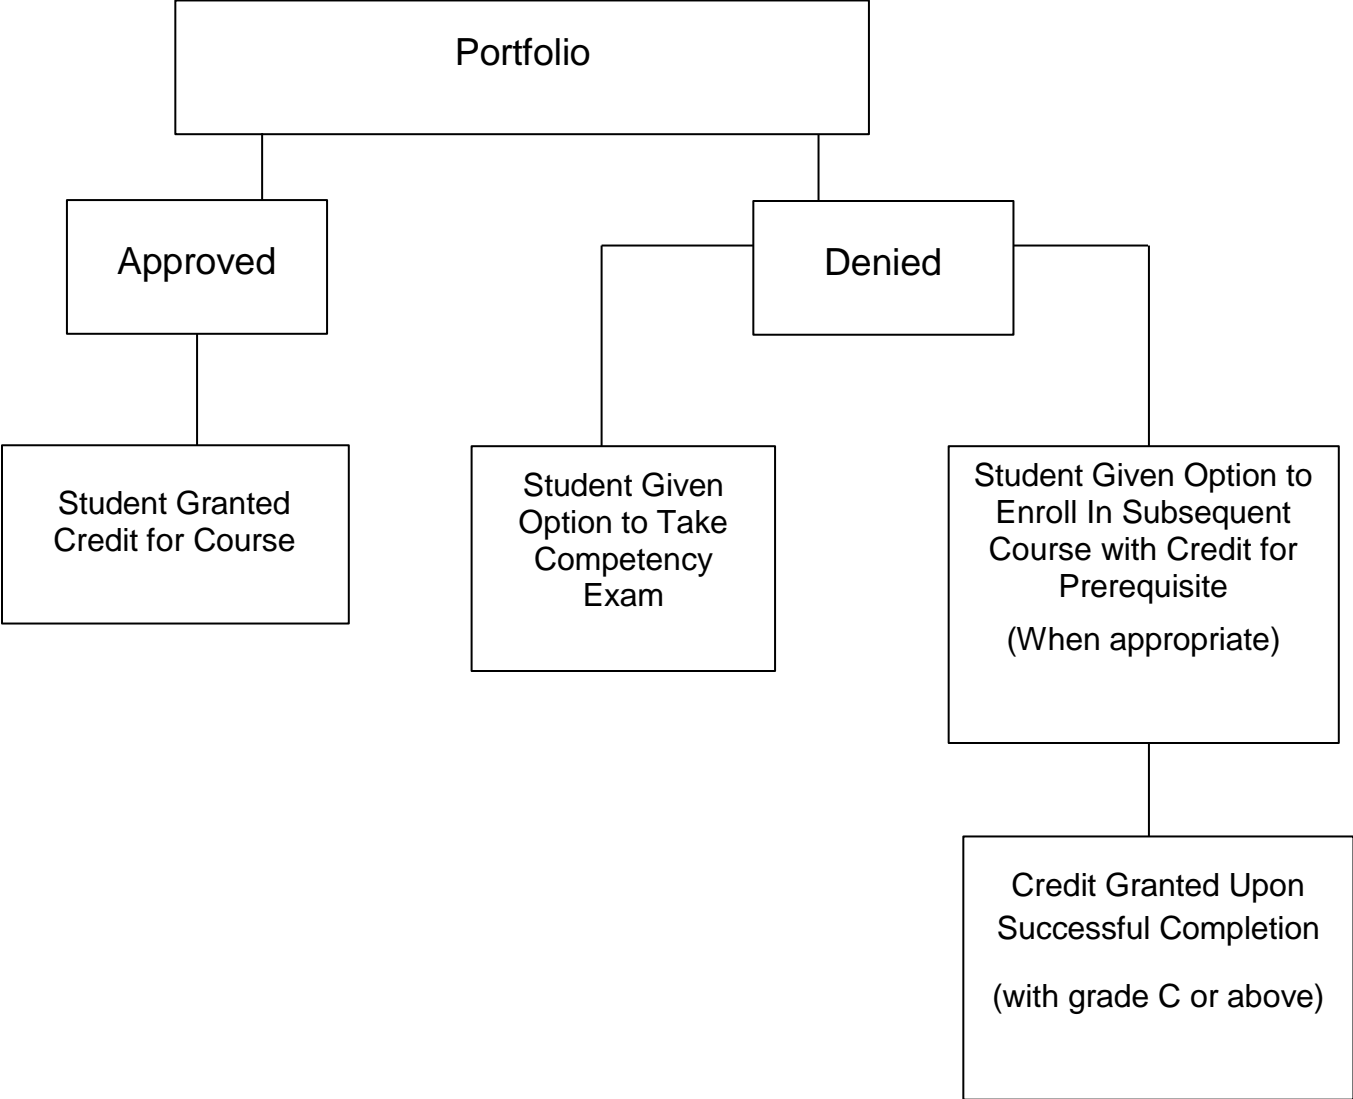 Portfolio
Approved
Denied
Student Granted
Credit for Course
Student Given
Option to Take
Competency
Exam
Student Given Option to
Enroll In Subsequent
Course with Credit for
Prerequisite
(When appropriate)
Credit Granted Upon
Successful Completion
(with grade C or above)